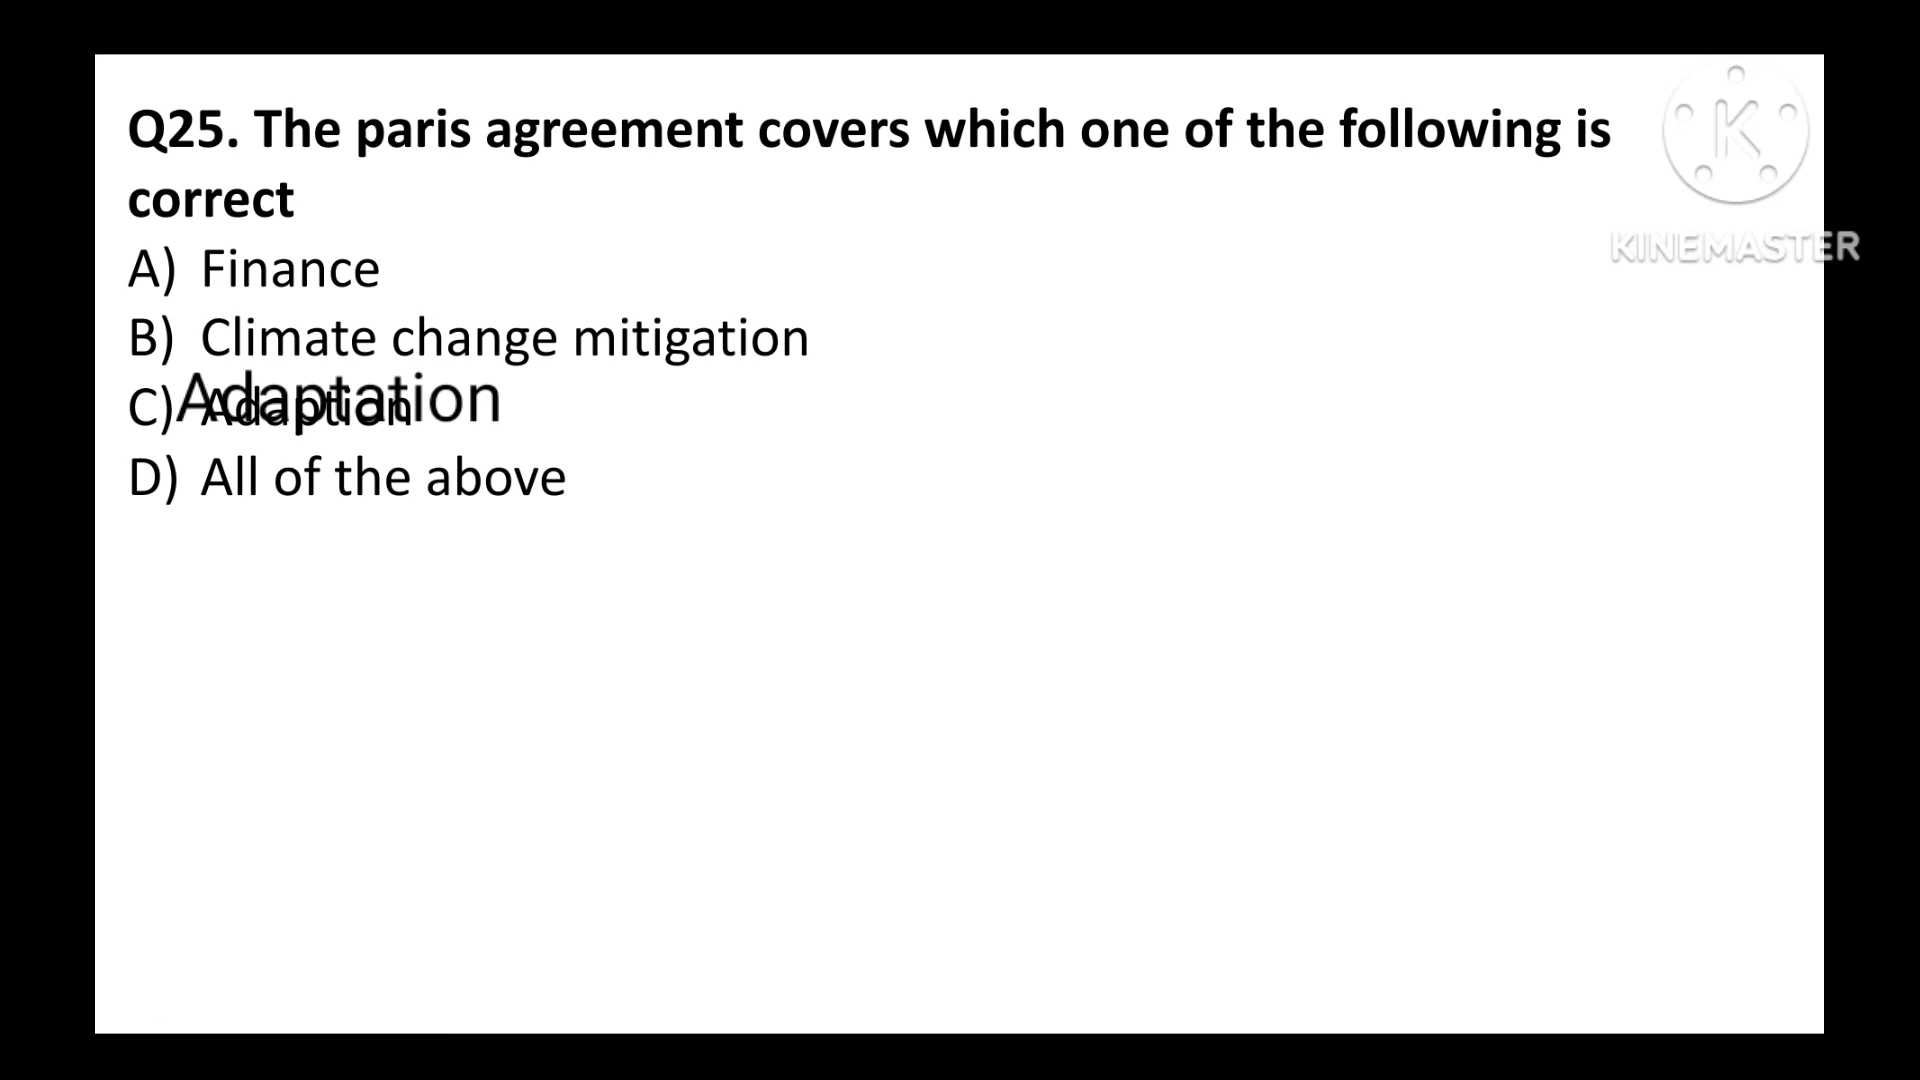 Q25. The paris agreement covers which one of the following is
correct
A) Finance
B) Climate change mitigation
C) Adaption
Adaptation
D) All of the above
K
KINEMASTER